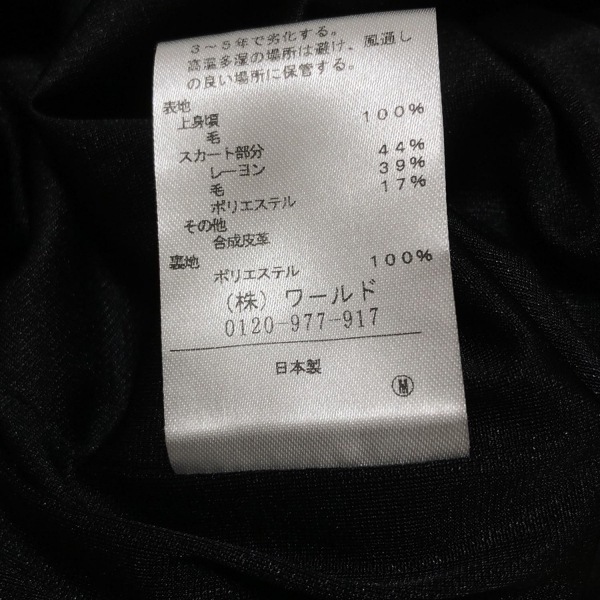 3～5年で劣化する。
高温多湿の場所は避け、風通し
の良い場所に保管する。
表地
上身頃
毛 100%
スカート部分
レーヨン 44%
毛 39%
ポリエステル 17%
その他
合成皮革
裏地
ポリエステル 100%
(株) ワールド
0120-977-917
日本製
M